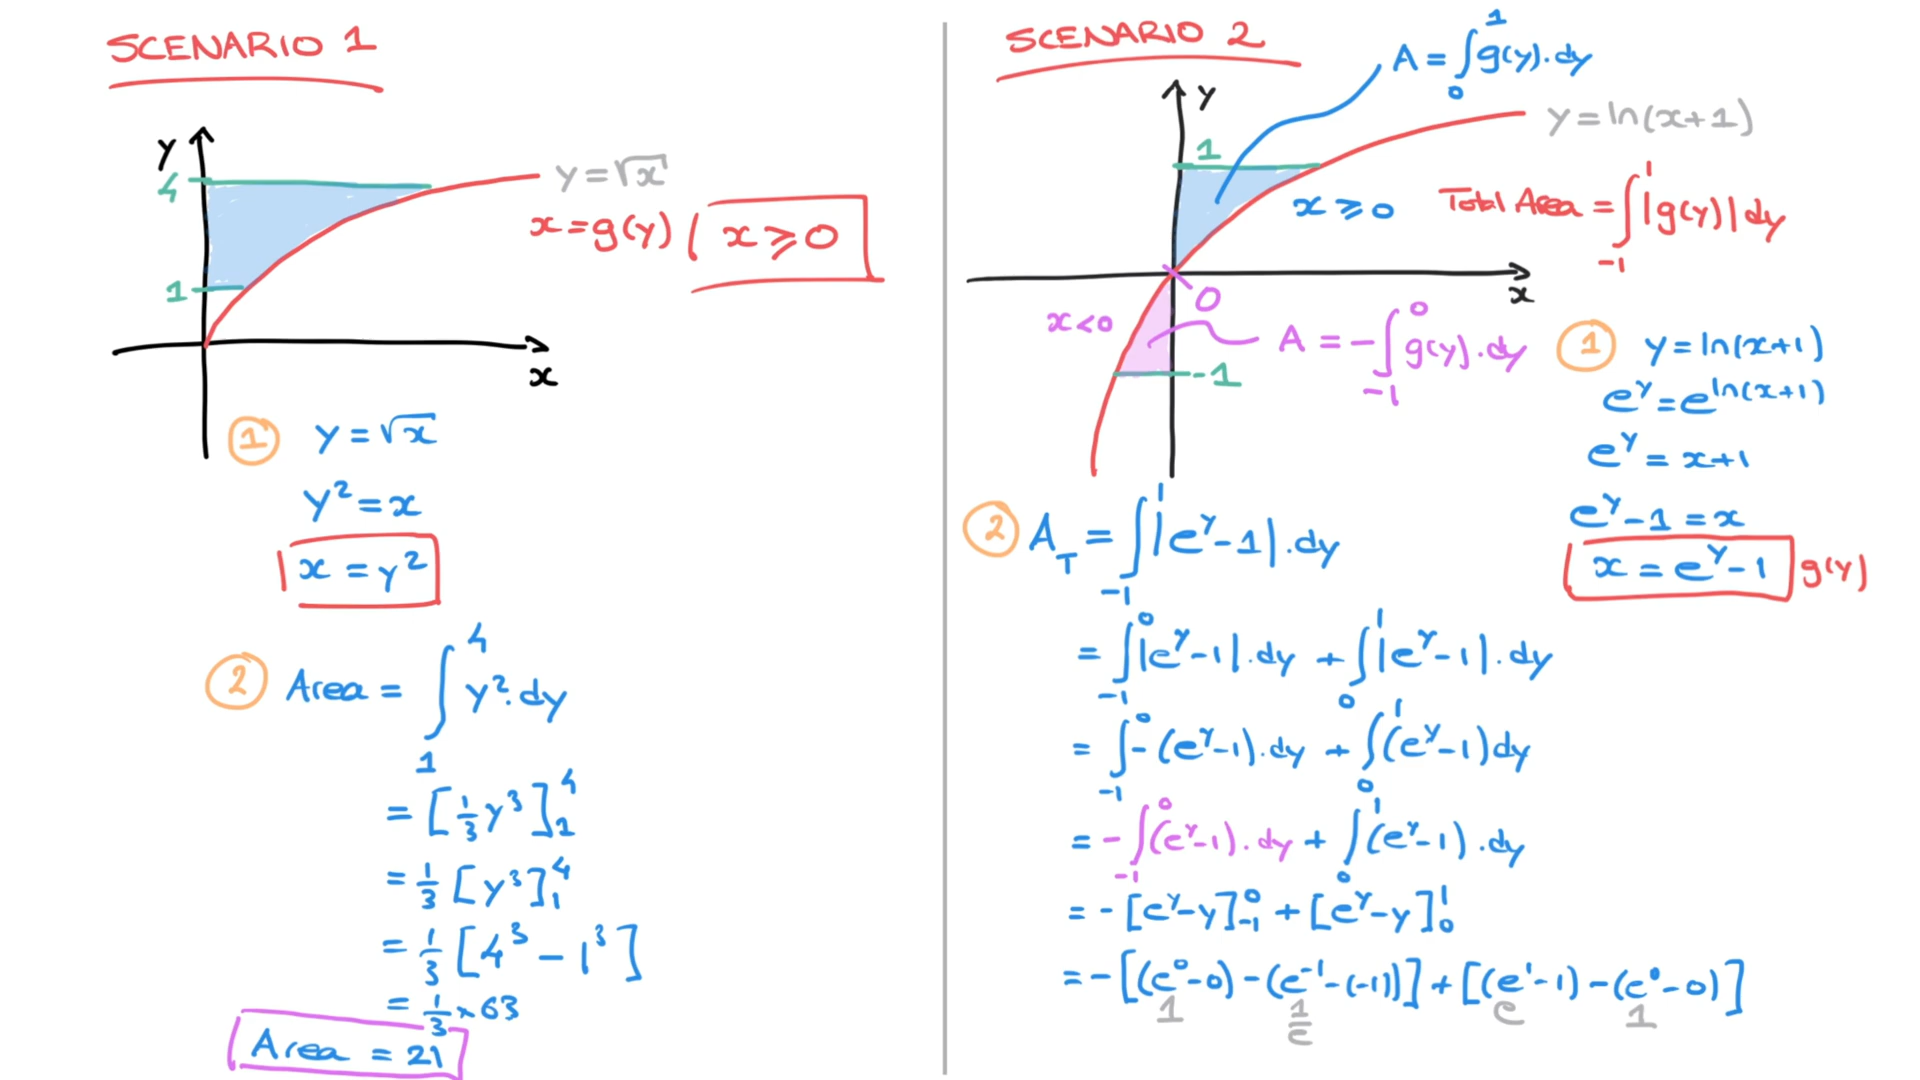 SCENARIO 1
y
4
1
x
y = √x
x = g(y)
x ⩾ 0
1
y = √x
y² = x
x = y²
2
Area = ∫₁⁴ y². dy
= [⅓y³]₁⁴
= ⅓ [y³]₁⁴
= ⅓ [4³ − 1³]
= ⅓ × 63
Area = 21
SCENARIO 2
A = ∫₀¹ g(y). dy
y
1
y = ln(x+1)
x ⩾ 0
Total Area = ∫₋₁¹ |g(y)| dy
x
0
x < 0
A = − ∫₋₁⁰ g(y). dy
-1
1
y = ln(x+1)
eʸ = e^ln(x+1)
eʸ = x+1
eʸ − 1 = x
x = eʸ − 1
g(y)
2
A_T = ∫₋₁¹ |eʸ − 1|. dy
= ∫₋₁⁰ |eʸ − 1|. dy + ∫₀¹ |eʸ − 1|. dy
= ∫₋₁⁰ − (eʸ − 1). dy + ∫₀¹ (eʸ − 1) dy
= − ∫₋₁⁰ (eʸ − 1). dy + ∫₀¹ (eʸ − 1). dy
= − [eʸ − y]₋₁⁰ + [eʸ − y]₀¹
= − [(e⁰ − 0) − (e⁻¹ − (−1))] + [(e¹ − 1) − (e⁰ − 0)]
1 1/e e 1